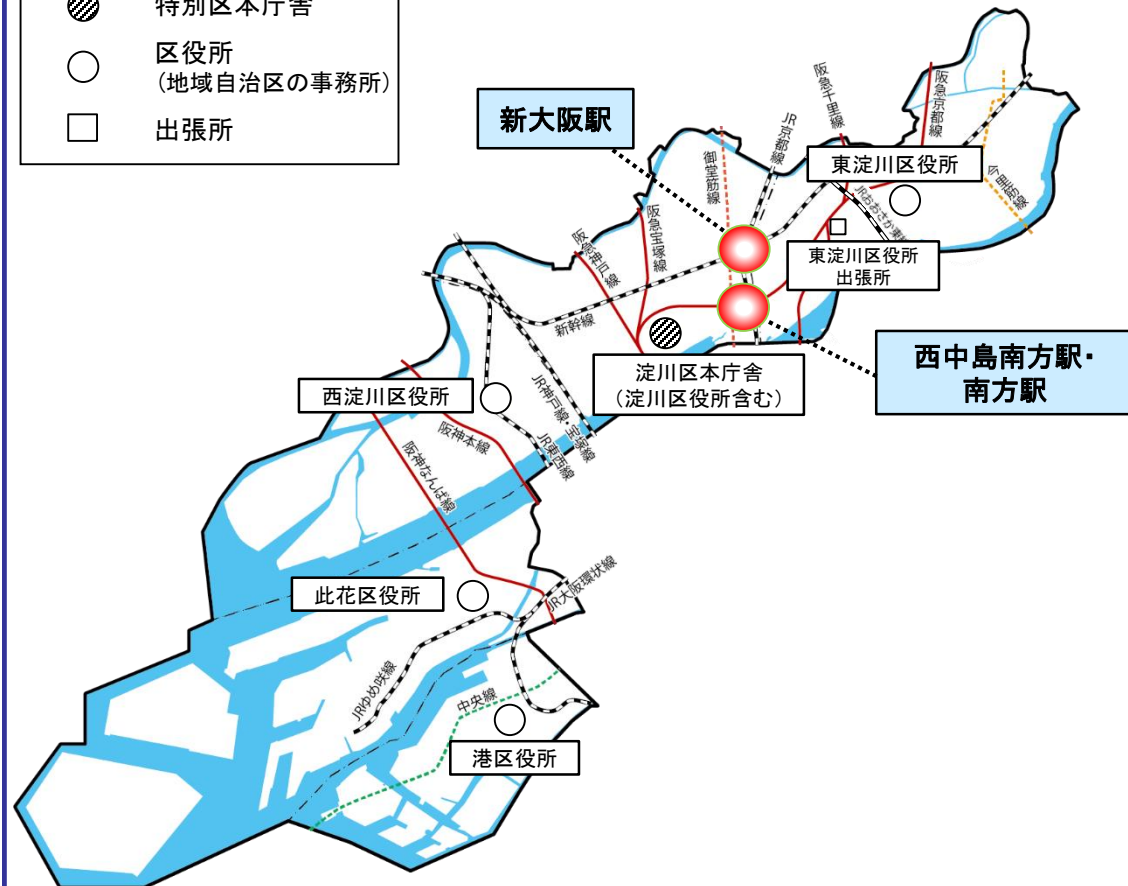 特別区本庁舎
区役所
(地域自治区の事務所)
出張所
新大阪駅
阪急千里線
阪急京都線
JR京都線
御堂筋線
東淀川区役所
今里筋線
阪急宝塚線
阪急神戸線
東淀川区役所
出張所
新幹線
淀川区本庁舎
(淀川区役所含む)
西中島南方駅・
南方駅
西淀川区役所
JR神戸線・宝塚線
阪神本線
JR東西線
阪神なんば線
此花区役所
JR大阪環状線
JRゆめ咲線
中央線
港区役所